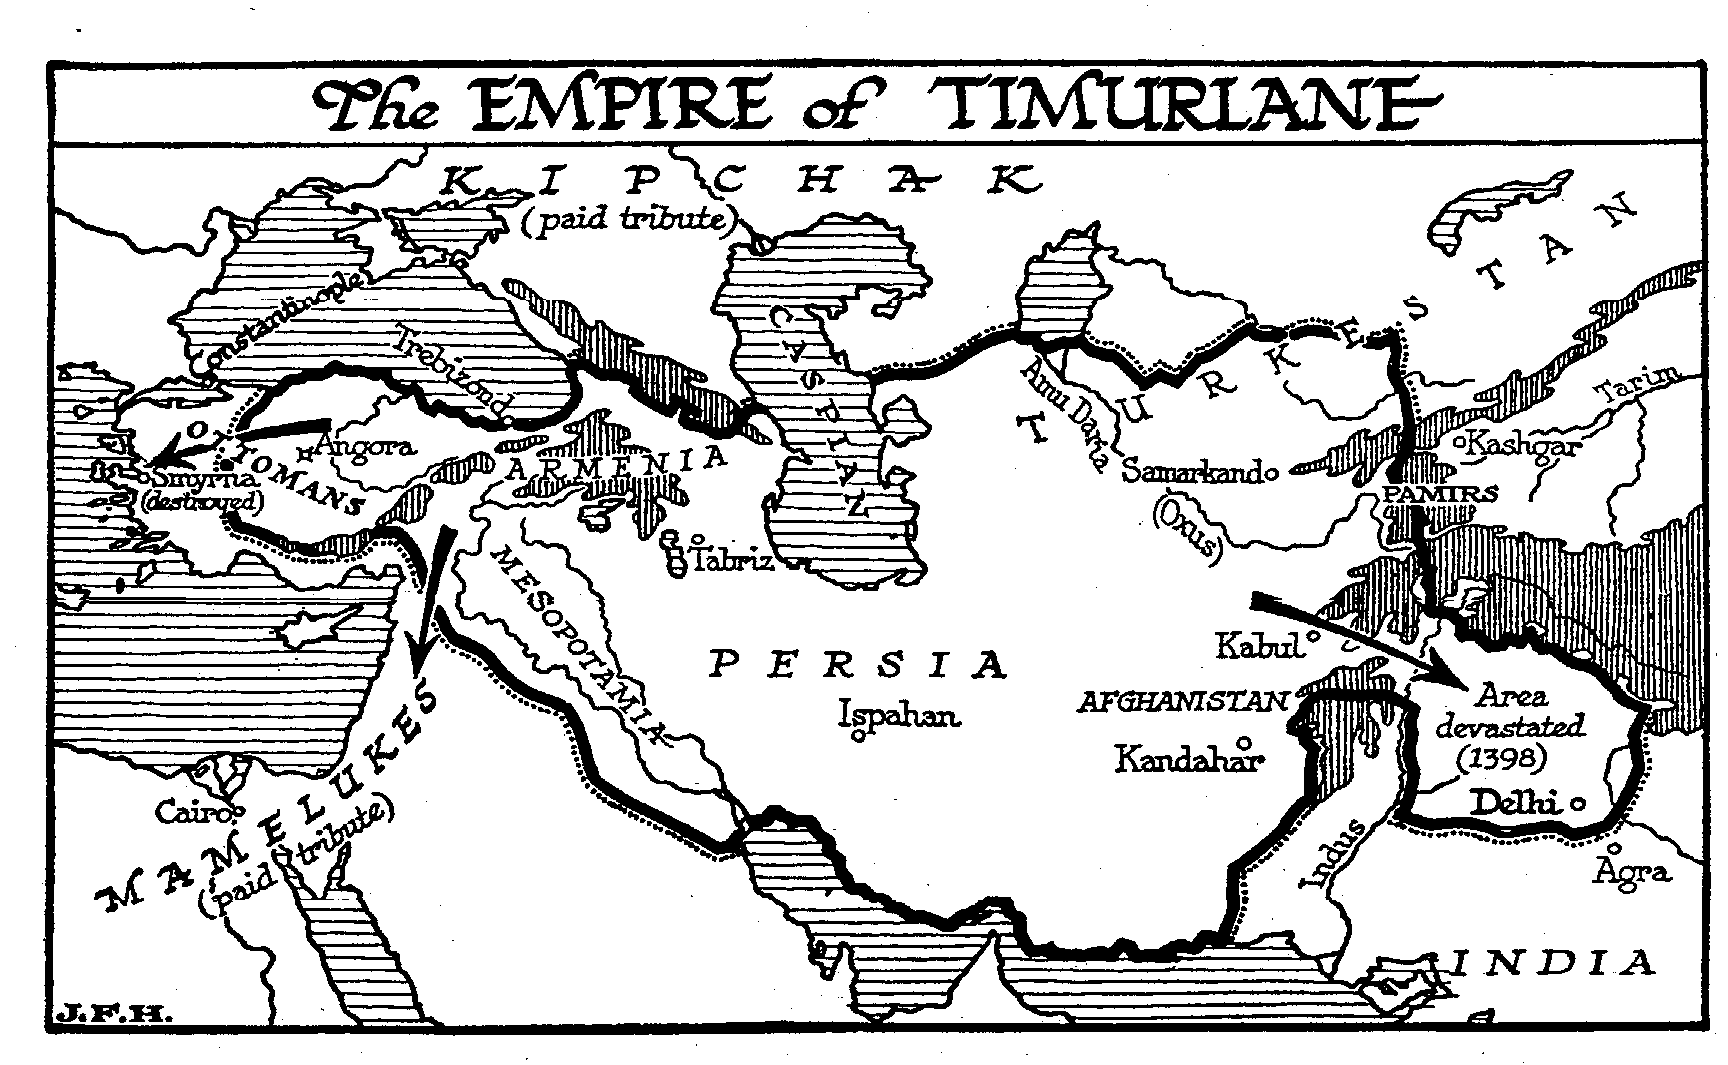 The EMPIRE of TIMURLANE
KIPCHAK
(paid tribute)
TURKESTAN
Constantinople
Trebizond
CASPIAN
Amu Daria
Tarim
OTTOMANS
Angora
Kashgar
Smyrna
(destroyed)
ARMENIA
Samarkand
PAMIRS
(Oxus)
Tabriz
MESOPOTAMIA
Kabul
PERSIA
AFGHANISTAN
Area
devastated
(1398)
Ispahan
Kandahar
Delhi
MAMELUKES
(paid tribute)
Cairo
Indus
Agra
INDIA
J.F.H.